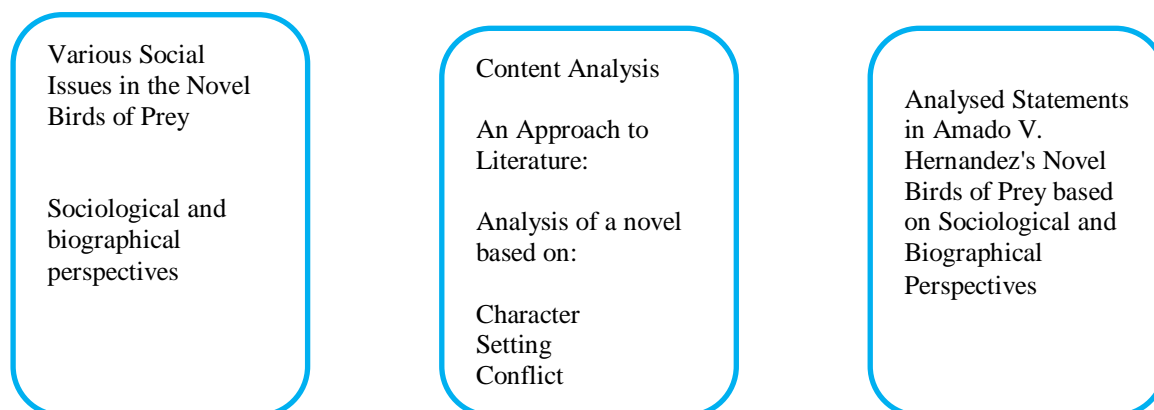 Various Social
Issues in the Novel
Birds of Prey
Sociological and
biographical
perspectives
Content Analysis
An Approach to
Literature:
Analysis of a novel
based on:
Character
Setting
Conflict
Analysed Statements
in Amado V.
Hernandez's Novel
Birds of Prey based
on Sociological and
Biographical
Perspectives